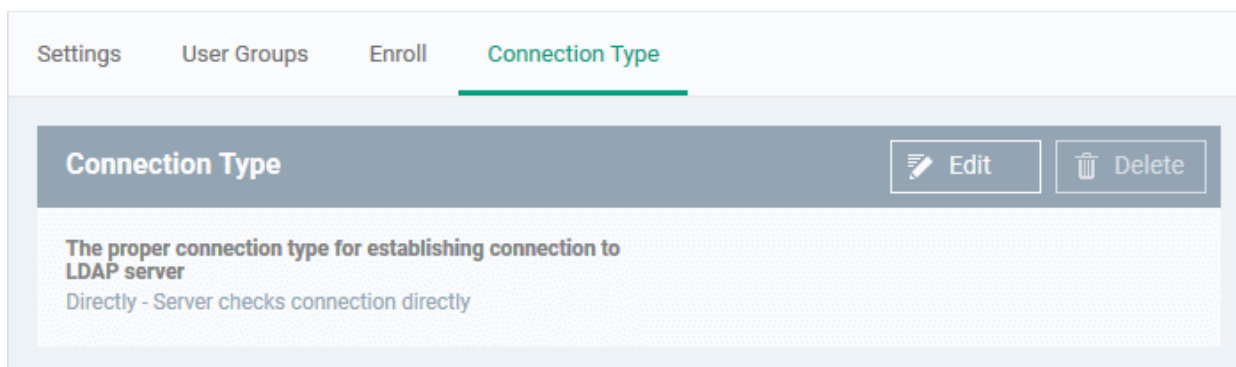 Settings User Groups Enroll Connection Type
Connection Type Edit Delete
The proper connection type for establishing connection to
LDAP server
Directly - Server checks connection directly